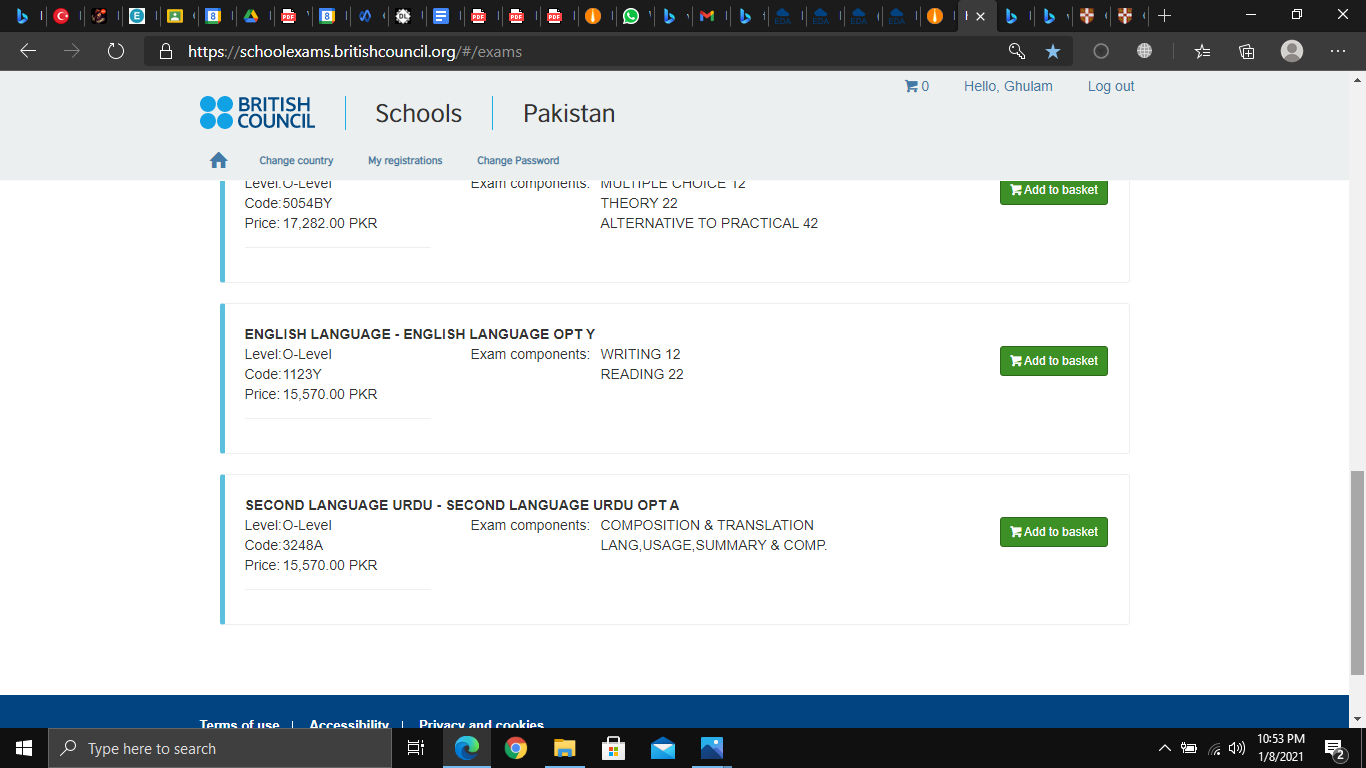 https://schoolexams.britishcouncil.org/#/exams
0 Hello, Ghulam Log out
BRITISH COUNCIL Schools Pakistan
Change country My registrations Change Password
Level:O-Level Exam components: MULTIPLE CHOICE 12 Add to basket
Code:5054BY THEORY 22
Price: 17,282.00 PKR ALTERNATIVE TO PRACTICAL 42
ENGLISH LANGUAGE - ENGLISH LANGUAGE OPT Y
Level:O-Level Exam components: WRITING 12 Add to basket
Code:1123Y READING 22
Price: 15,570.00 PKR
SECOND LANGUAGE URDU - SECOND LANGUAGE URDU OPT A
Level:O-Level Exam components: COMPOSITION & TRANSLATION Add to basket
Code:3248A LANG,USAGE,SUMMARY & COMP.
Price: 15,570.00 PKR
Terms of use | Accessibility | Privacy and cookies
Type here to search
10:53 PM
1/8/2021
2